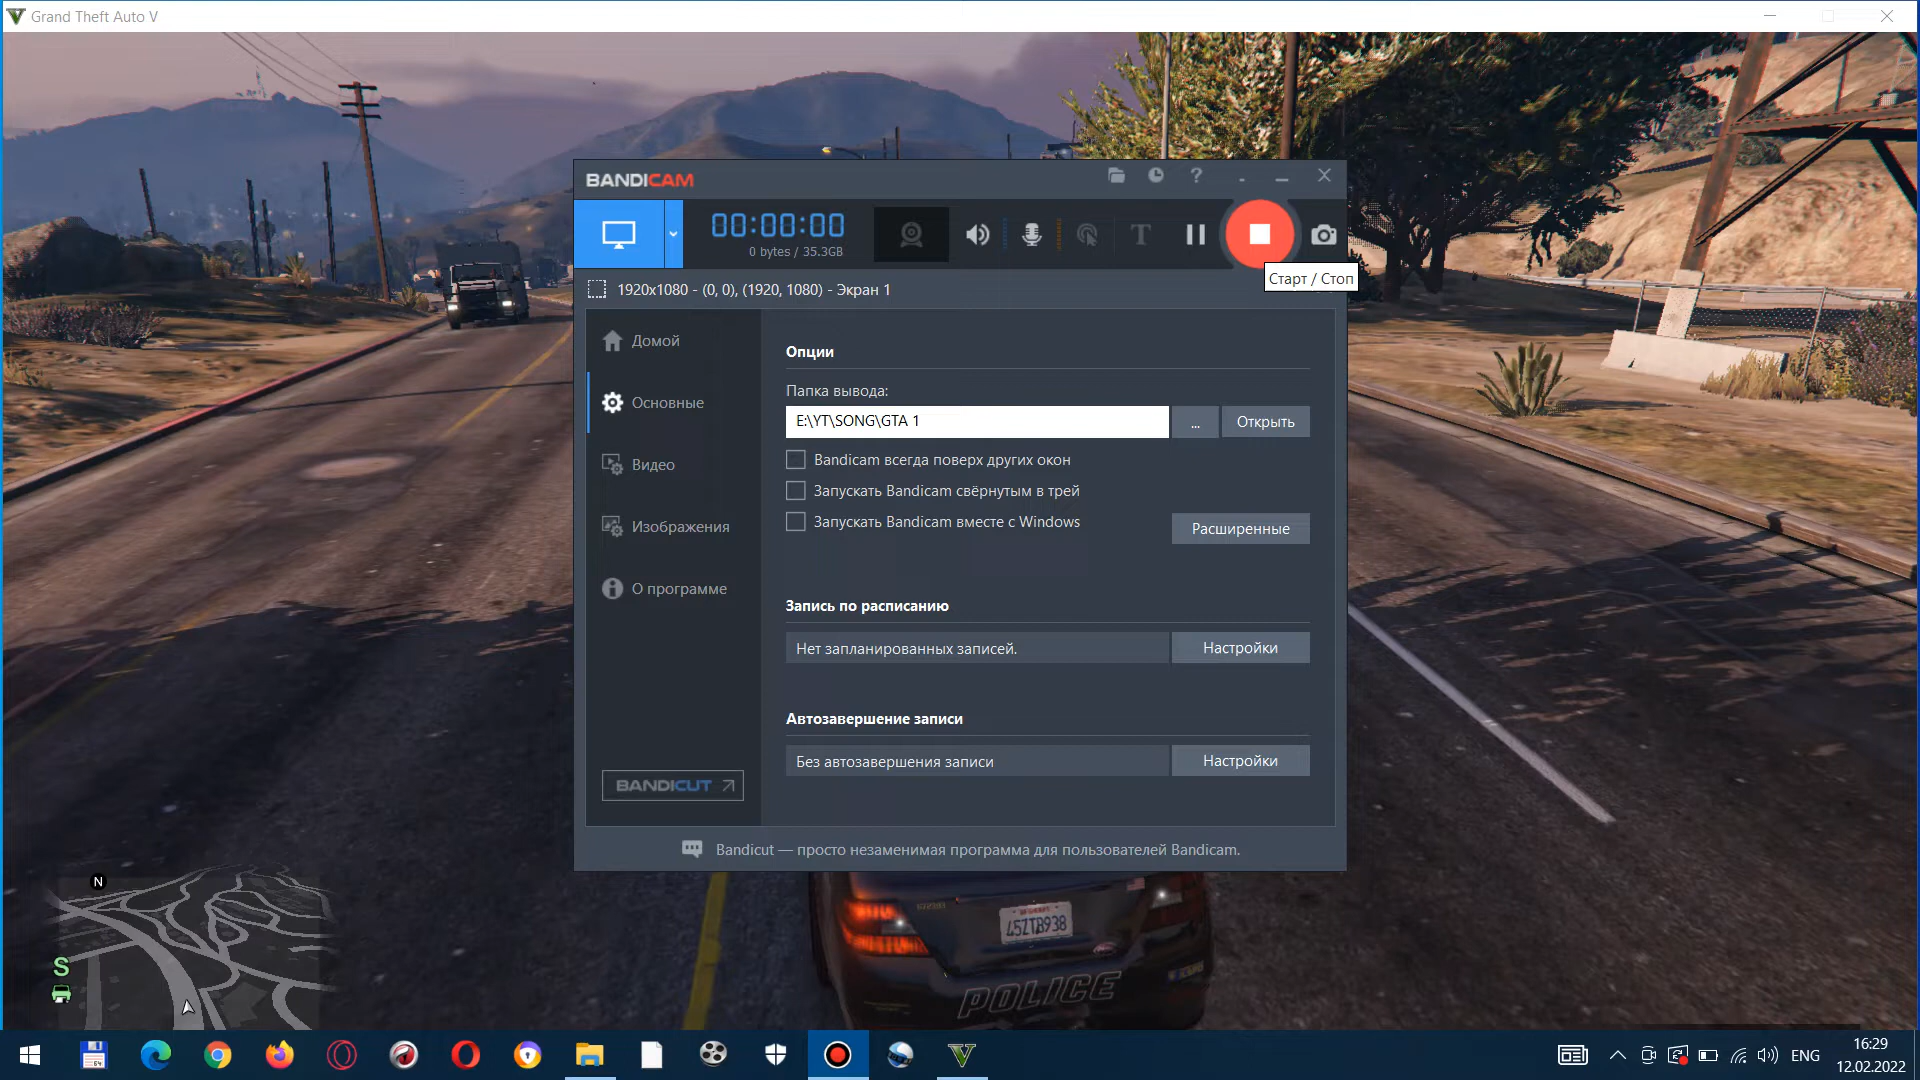 Grand Theft Auto V
BANDICAM
00:00:00
0 bytes / 35.3GB
T
Старт / Стоп
1920x1080 - (0, 0), (1920, 1080) - Экран 1
Домой
Основные
Видео
Изображения
О программе
BANDICUT
Опции
Папка вывода:
E:\YT\SONG\GTA 1
...
Открыть
Bandicam всегда поверх других окон
Запускать Bandicam свёрнутым в трей
Запускать Bandicam вместе с Windows
Расширенные
Запись по расписанию
Нет запланированных записей.
Настройки
Автозавершение записи
Без автозавершения записи
Настройки
Bandicut — просто незаменимая программа для пользователей Bandicam.
N
S
45ZTB938
POLICE
64
ENG
16:29
12.02.2022